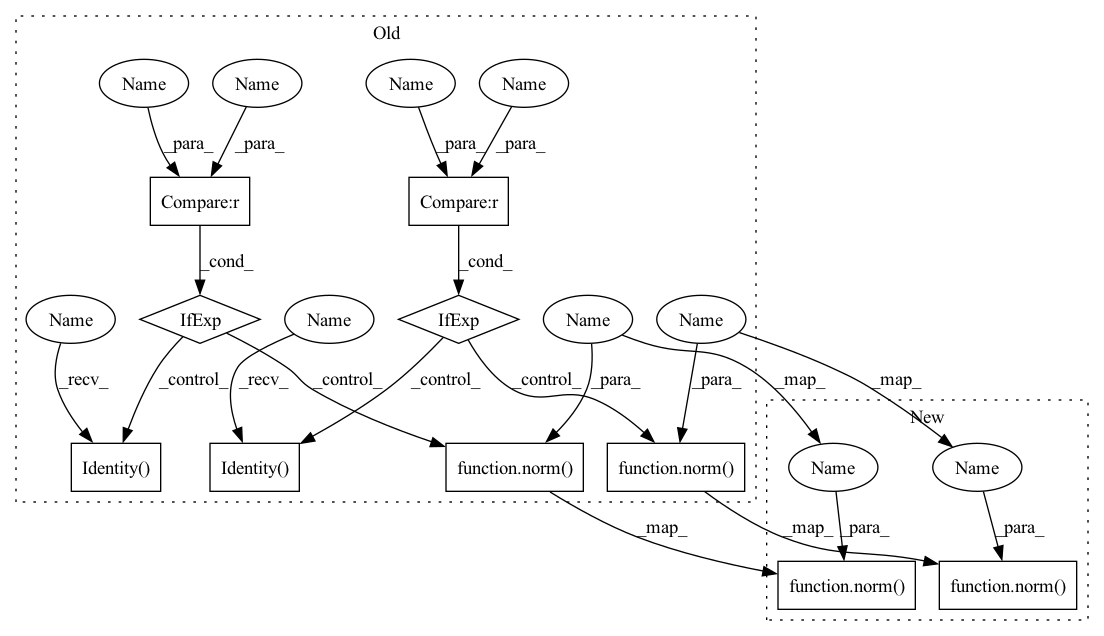 Old
Name Name Name Name
_para_ _para_ _para_ _para_
Compare:r Compare:r
_cond_ _cond_
Name IfExp Name IfExp Name Name
_recv_ _control_ _recv_ _control_ _control_ _control_ _para_ _para_ _map_ _map_
New
Identity() Identity() function.norm() function.norm() Name Name
_map_ _map_ _para_ _para_
function.norm() function.norm()